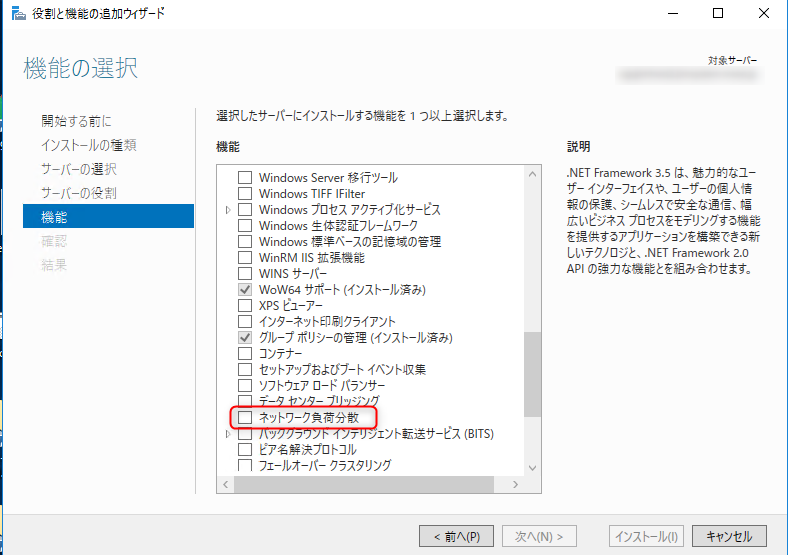 役割と機能の追加ウィザード
機能の選択
対象サーバー
開始する前に
インストールの種類
サーバーの選択
サーバーの役割
機能
確認
結果
選択したサーバーにインストールする機能を 1 つ以上選択します。
機能
Windows Server 移行ツール
Windows TIFF IFilter
Windows プロセス アクティブ化サービス
Windows 生体認証フレームワーク
Windows 標準ベースの記憶域の管理
WinRM IIS 拡張機能
WINS サーバー
WoW64 サポート (インストール済み)
XPS ビューアー
インターネット印刷クライアント
グループ ポリシーの管理 (インストール済み)
コンテナー
セットアップおよびブート イベント収集
ソフトウェア ロード バランサー
データ センター ブリッジング
ネットワーク負荷分散
バックグラウンド インテリジェント転送サービス (BITS)
ピア名解決プロトコル
フェールオーバー クラスタリング
説明
.NET Framework 3.5 は、魅力的なユー
ザー インターフェイスや、ユーザーの個人情
報の保護、シームレスで安全な通信、幅
広いビジネス プロセスをモデリングする機能
を提供するアプリケーションを構築できる新
しいテクノロジと、.NET Framework 2.0
API の強力な機能とを組み合わせます。
< 前へ(P)
次へ(N) >
インストール(I)
キャンセル